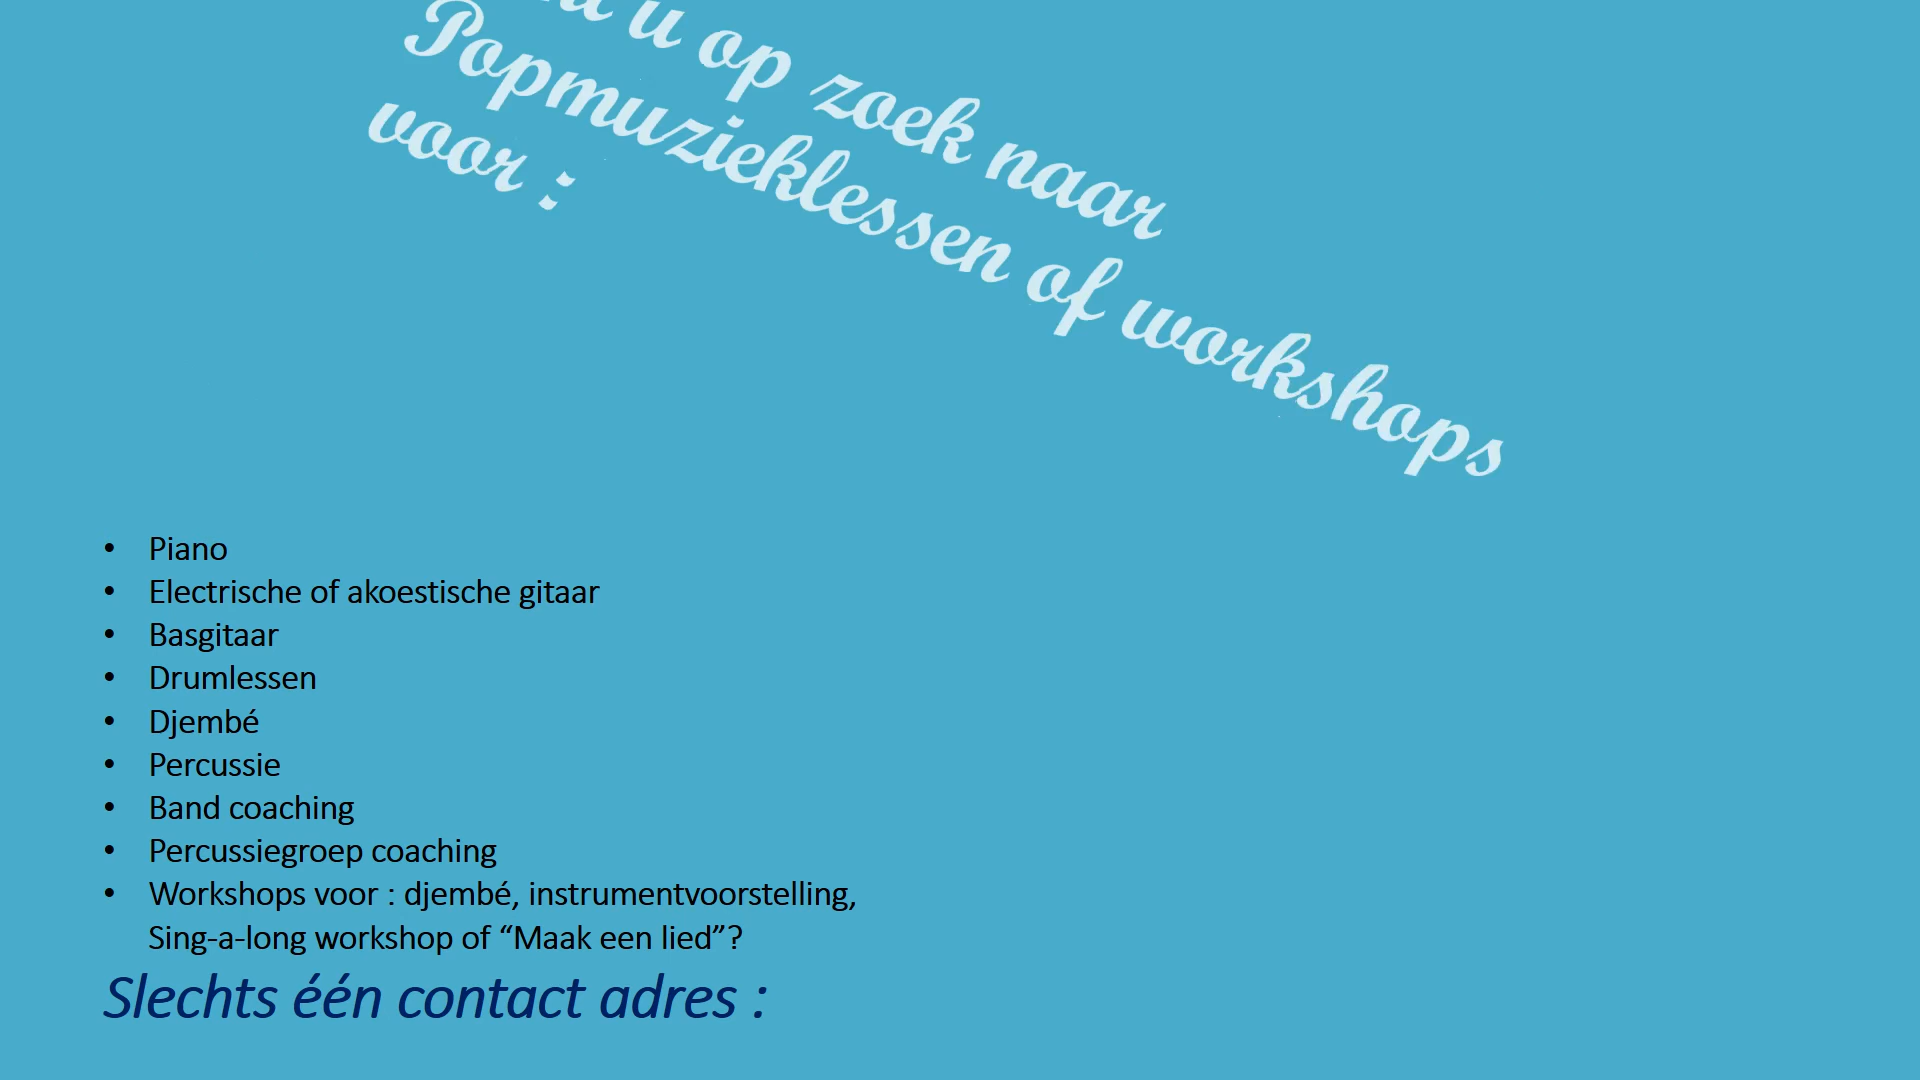 u op zoek naar
Popmuzieklessen of workshops
voor :
• Piano
• Electrische of akoestische gitaar
• Basgitaar
• Drumlessen
• Djembé
• Percussie
• Band coaching
• Percussiegroep coaching
• Workshops voor : djembé, instrumentvoorstelling,
Sing-a-long workshop of “Maak een lied”?
Slechts één contact adres :